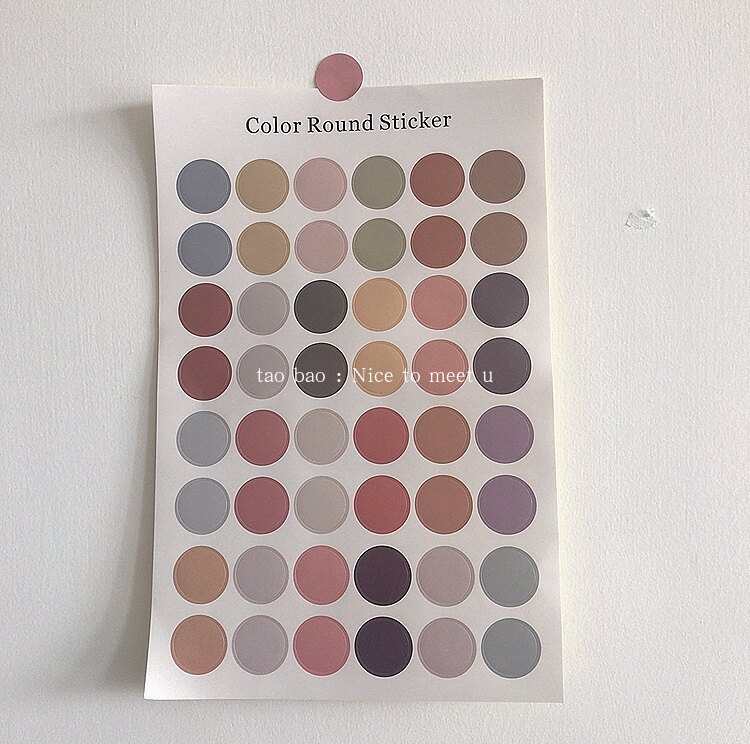 Color Round Sticker
tao bao : Nice to meet u